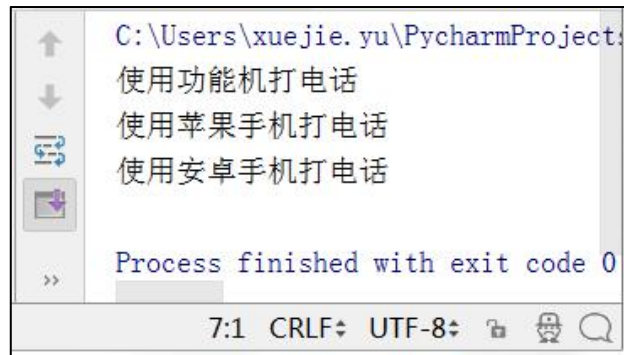 C:\Users\xuejie.yu\PycharmProjects
使用功能机打电话
使用苹果手机打电话
使用安卓手机打电话
Process finished with exit code 0
7:1 CRLF UTF-8